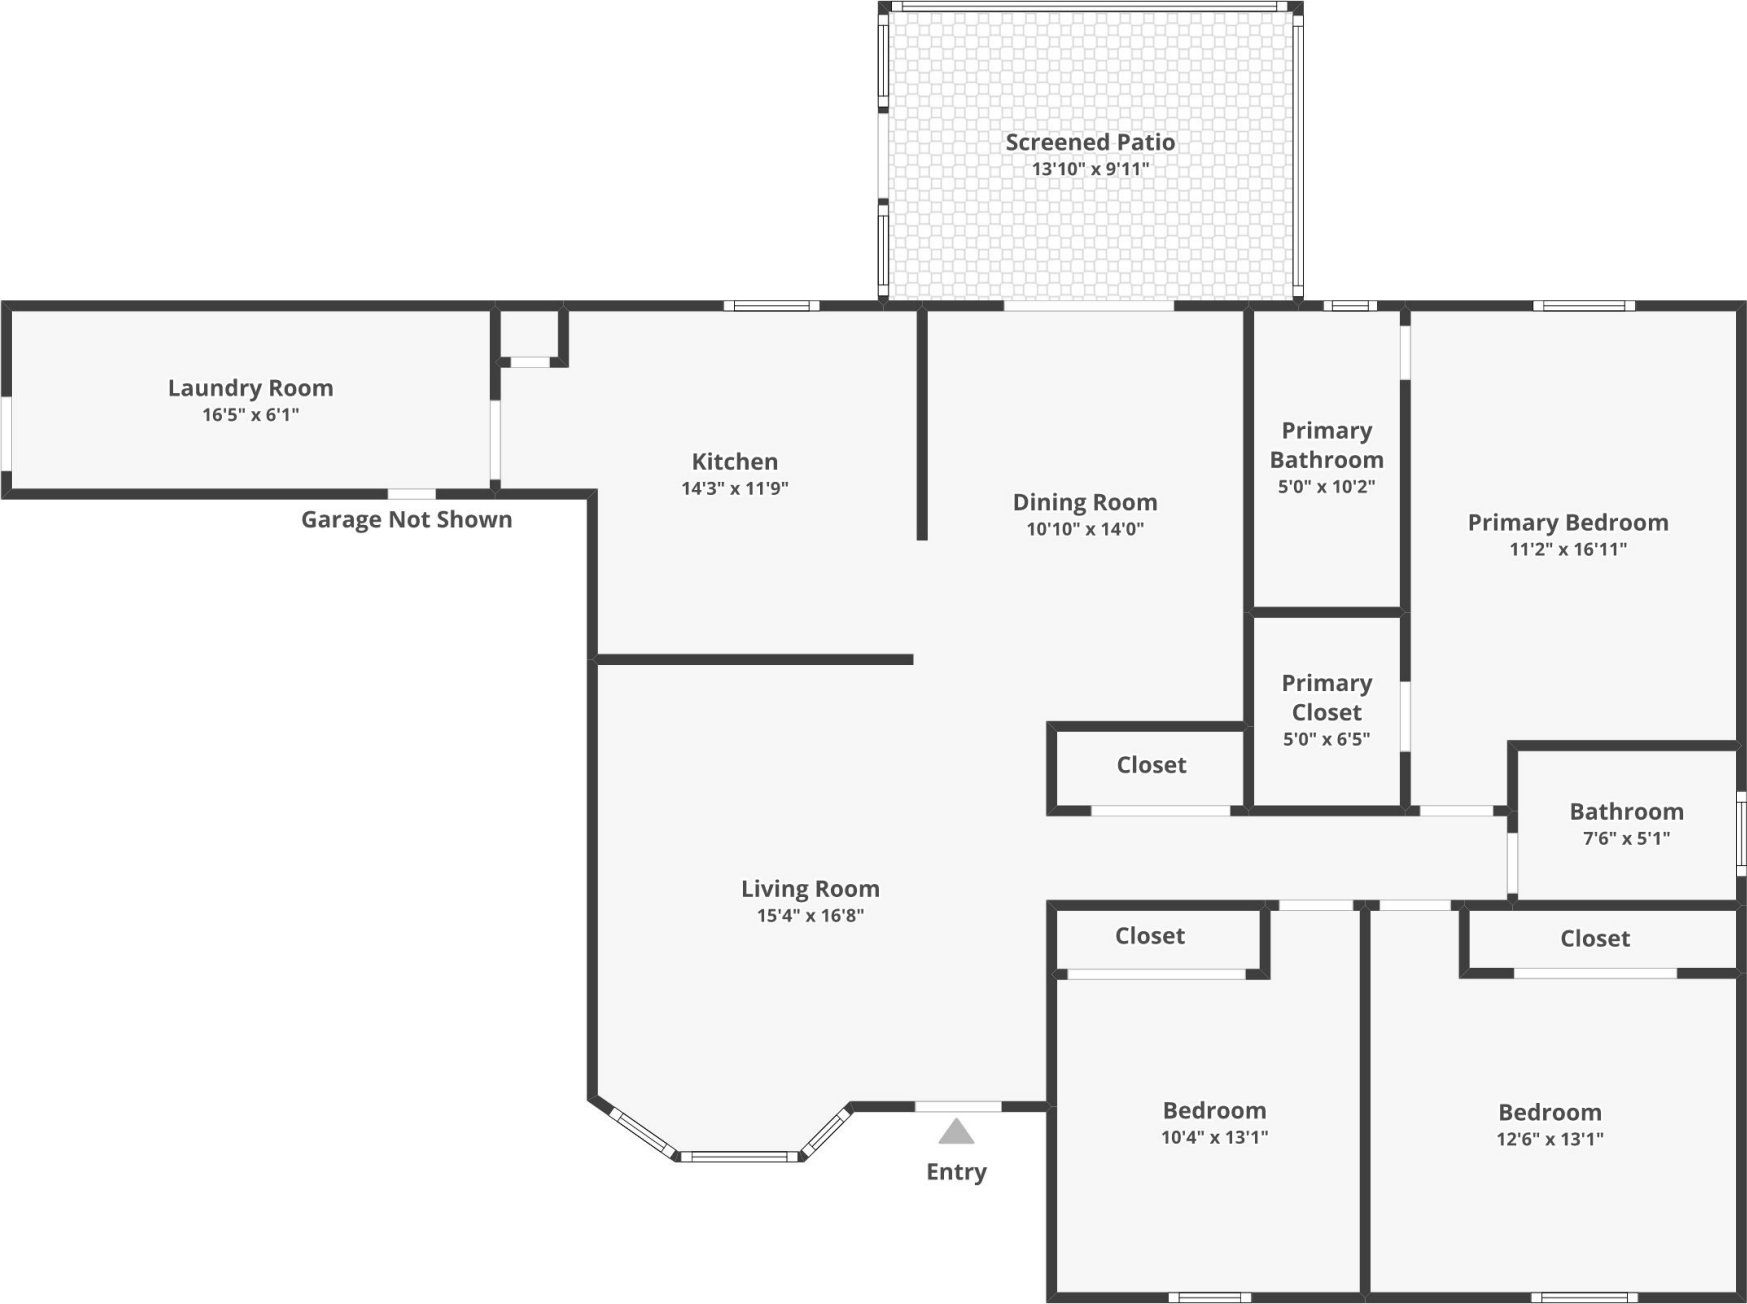 Screened Patio
13'10" x 9'11"
Laundry Room
16'5" x 6'1"
Kitchen
14'3" x 11'9"
Dining Room
10'10" x 14'0"
Primary
Bathroom
5'0" x 10'2"
Primary Bedroom
11'2" x 16'11"
Garage Not Shown
Primary
Closet
5'0" x 6'5"
Closet
Bathroom
7'6" x 5'1"
Living Room
15'4" x 16'8"
Closet
Closet
Bedroom
10'4" x 13'1"
Bedroom
12'6" x 13'1"
Entry